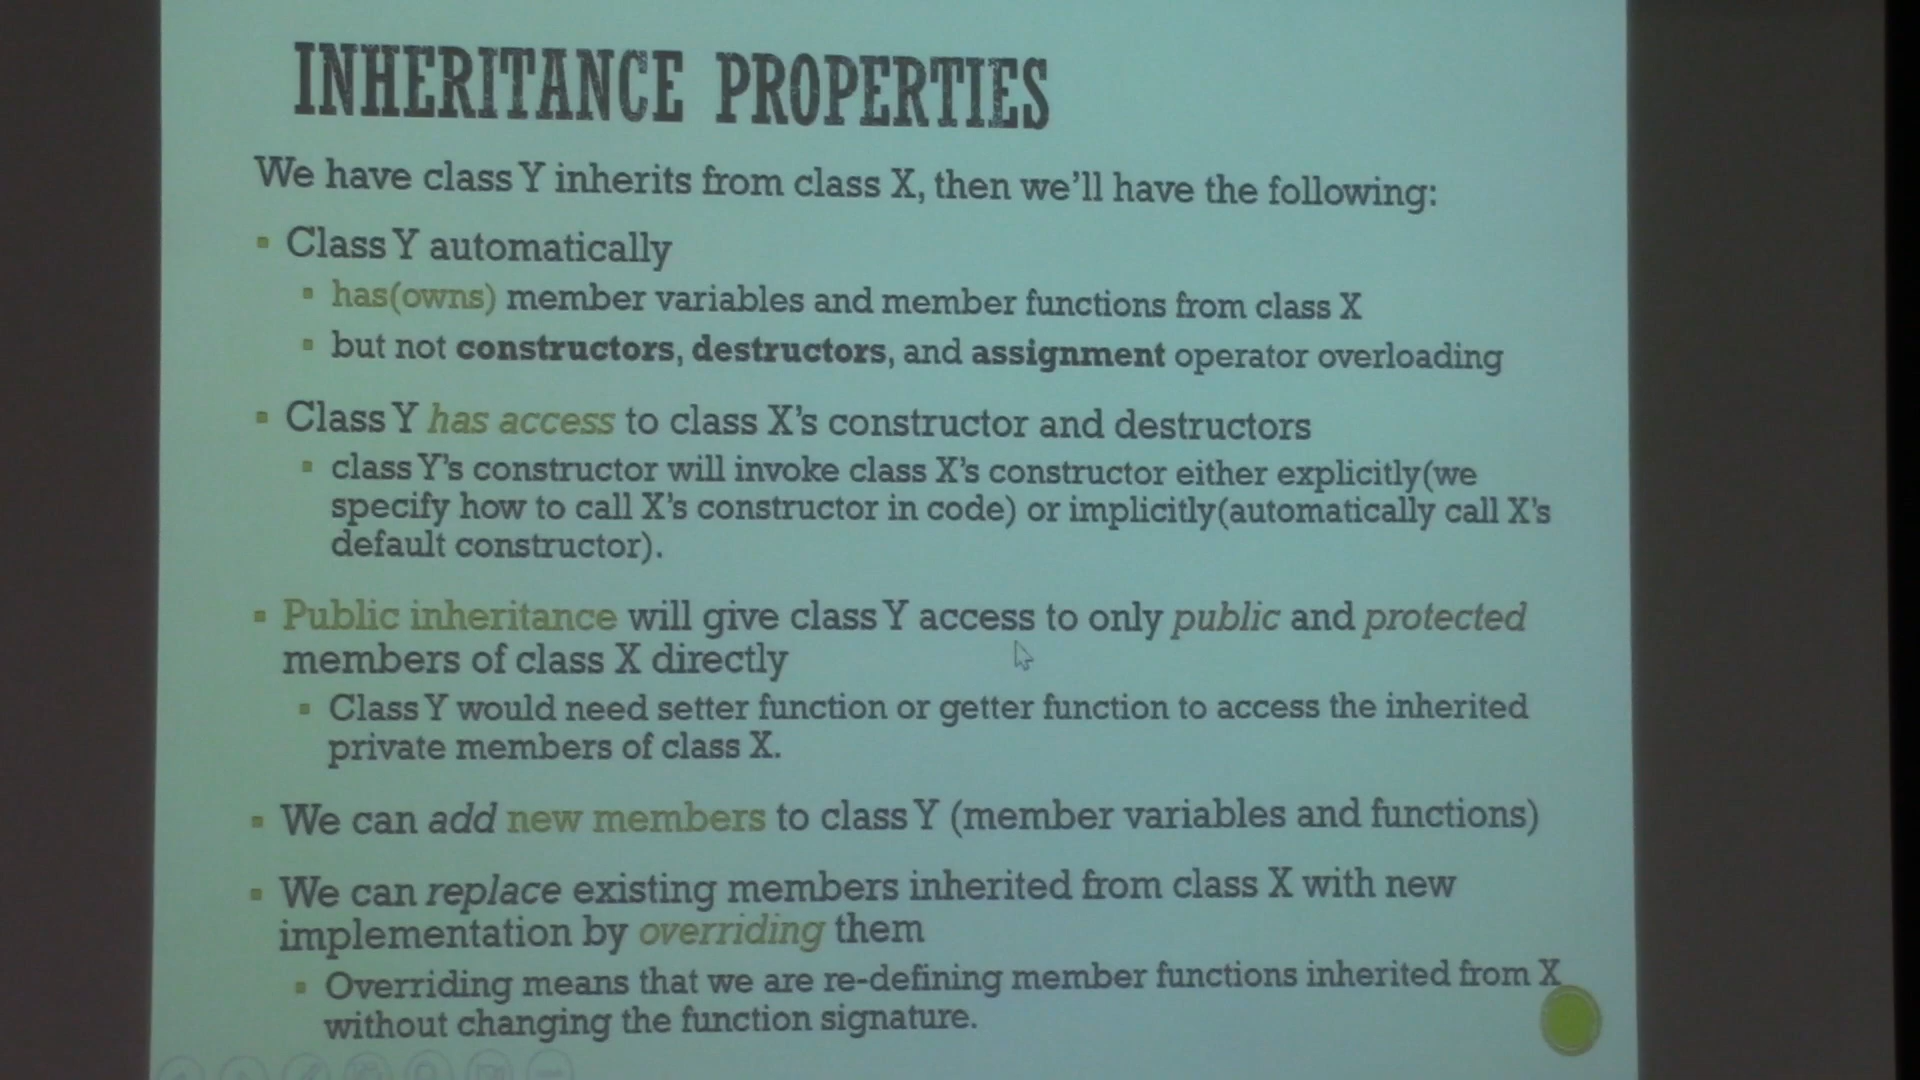 INHERITANCE PROPERTIES
We have class Y inherits from class X, then we'll have the following:
▪ Class Y automatically
▪ has(owns) member variables and member functions from class X
▪ but not constructors, destructors, and assignment operator overloading
▪ Class Y has access to class X's constructor and destructors
▪ class Y's constructor will invoke class X's constructor either explicitly(we
specify how to call X's constructor in code) or implicitly(automatically call X's
default constructor).
▪ Public inheritance will give class Y access to only public and protected
members of class X directly
▪ Class Y would need setter function or getter function to access the inherited
private members of class X.
▪ We can add new members to class Y (member variables and functions)
▪ We can replace existing members inherited from class X with new
implementation by overriding them
▪ Overriding means that we are re-defining member functions inherited from X
without changing the function signature.